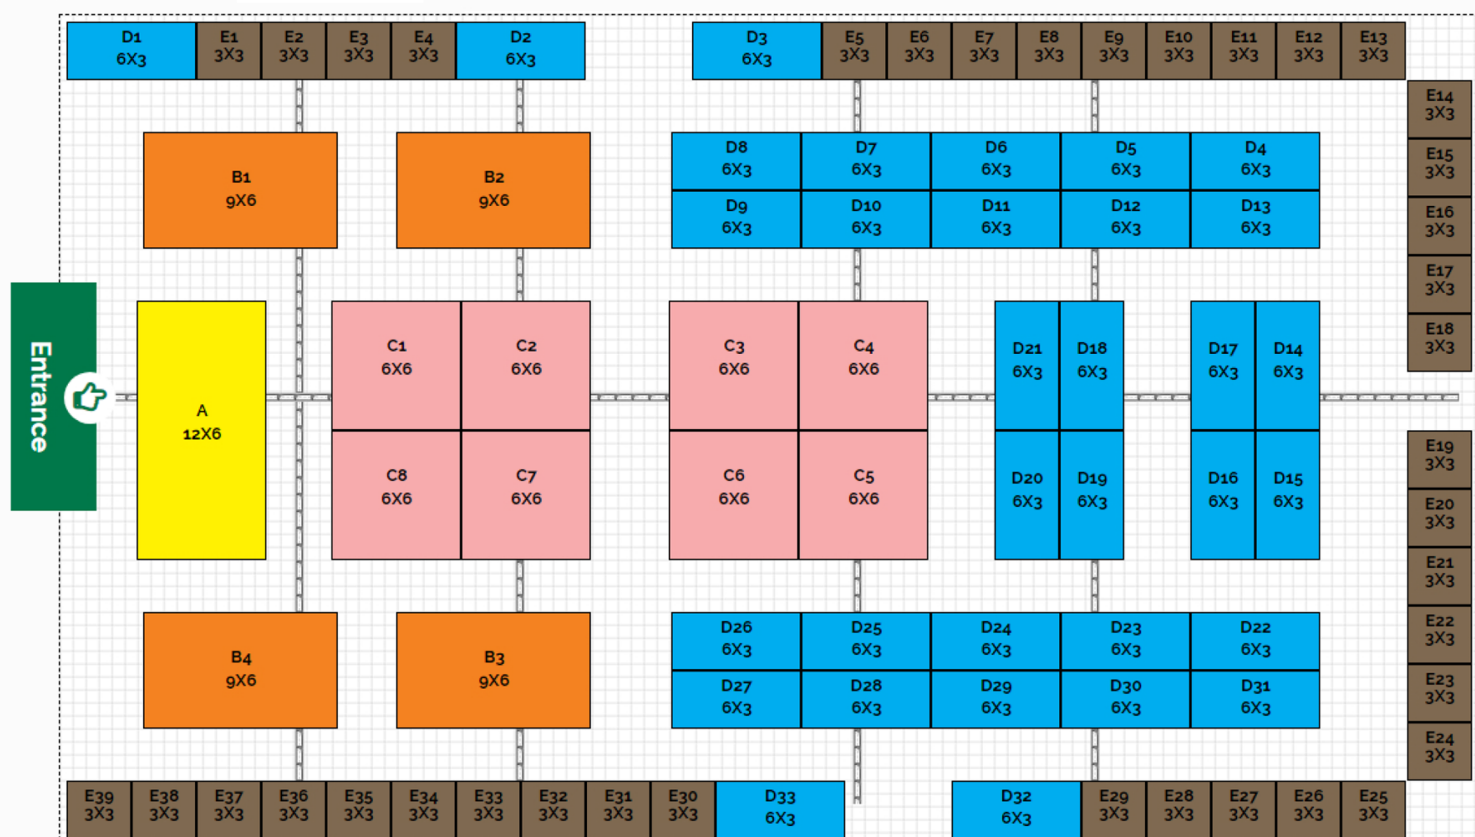 D1
6X3
E1
3X3
E2
3X3
E3
3X3
E4
3X3
D2
6X3
D3
6X3
E5
3X3
E6
3X3
E7
3X3
E8
3X3
E9
3X3
E10
3X3
E11
3X3
E12
3X3
E13
3X3
E14
3X3
E15
3X3
E16
3X3
E17
3X3
E18
3X3
B1
9X6
B2
9X6
D8
6X3
D7
6X3
D6
6X3
D5
6X3
D4
6X3
D9
6X3
D10
6X3
D11
6X3
D12
6X3
D13
6X3
Entrance
A
12X6
C1
6X6
C2
6X6
C3
6X6
C4
6X6
D21
6X3
D18
6X3
D17
6X3
D14
6X3
C8
6X6
C7
6X6
C6
6X6
C5
6X6
D20
6X3
D19
6X3
D16
6X3
D15
6X3
E19
3X3
E20
3X3
E21
3X3
E22
3X3
E23
3X3
E24
3X3
B4
9X6
B3
9X6
D26
6X3
D25
6X3
D24
6X3
D23
6X3
D22
6X3
D27
6X3
D28
6X3
D29
6X3
D30
6X3
D31
6X3
E39
3X3
E38
3X3
E37
3X3
E36
3X3
E35
3X3
E34
3X3
E33
3X3
E32
3X3
E31
3X3
E30
3X3
D33
6X3
D32
6X3
E29
3X3
E28
3X3
E27
3X3
E26
3X3
E25
3X3